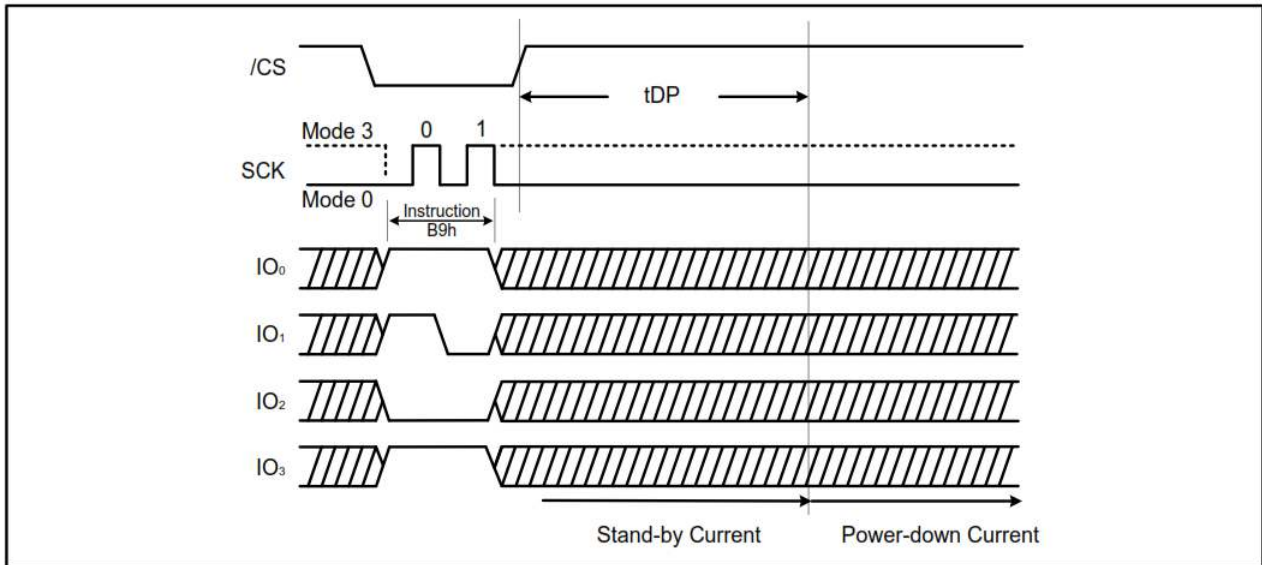 /CS
tDP
Mode 3 0 1
SCK
Mode 0
Instruction
B9h
IO₀
IO₁
IO₂
IO₃
Stand-by Current Power-down Current